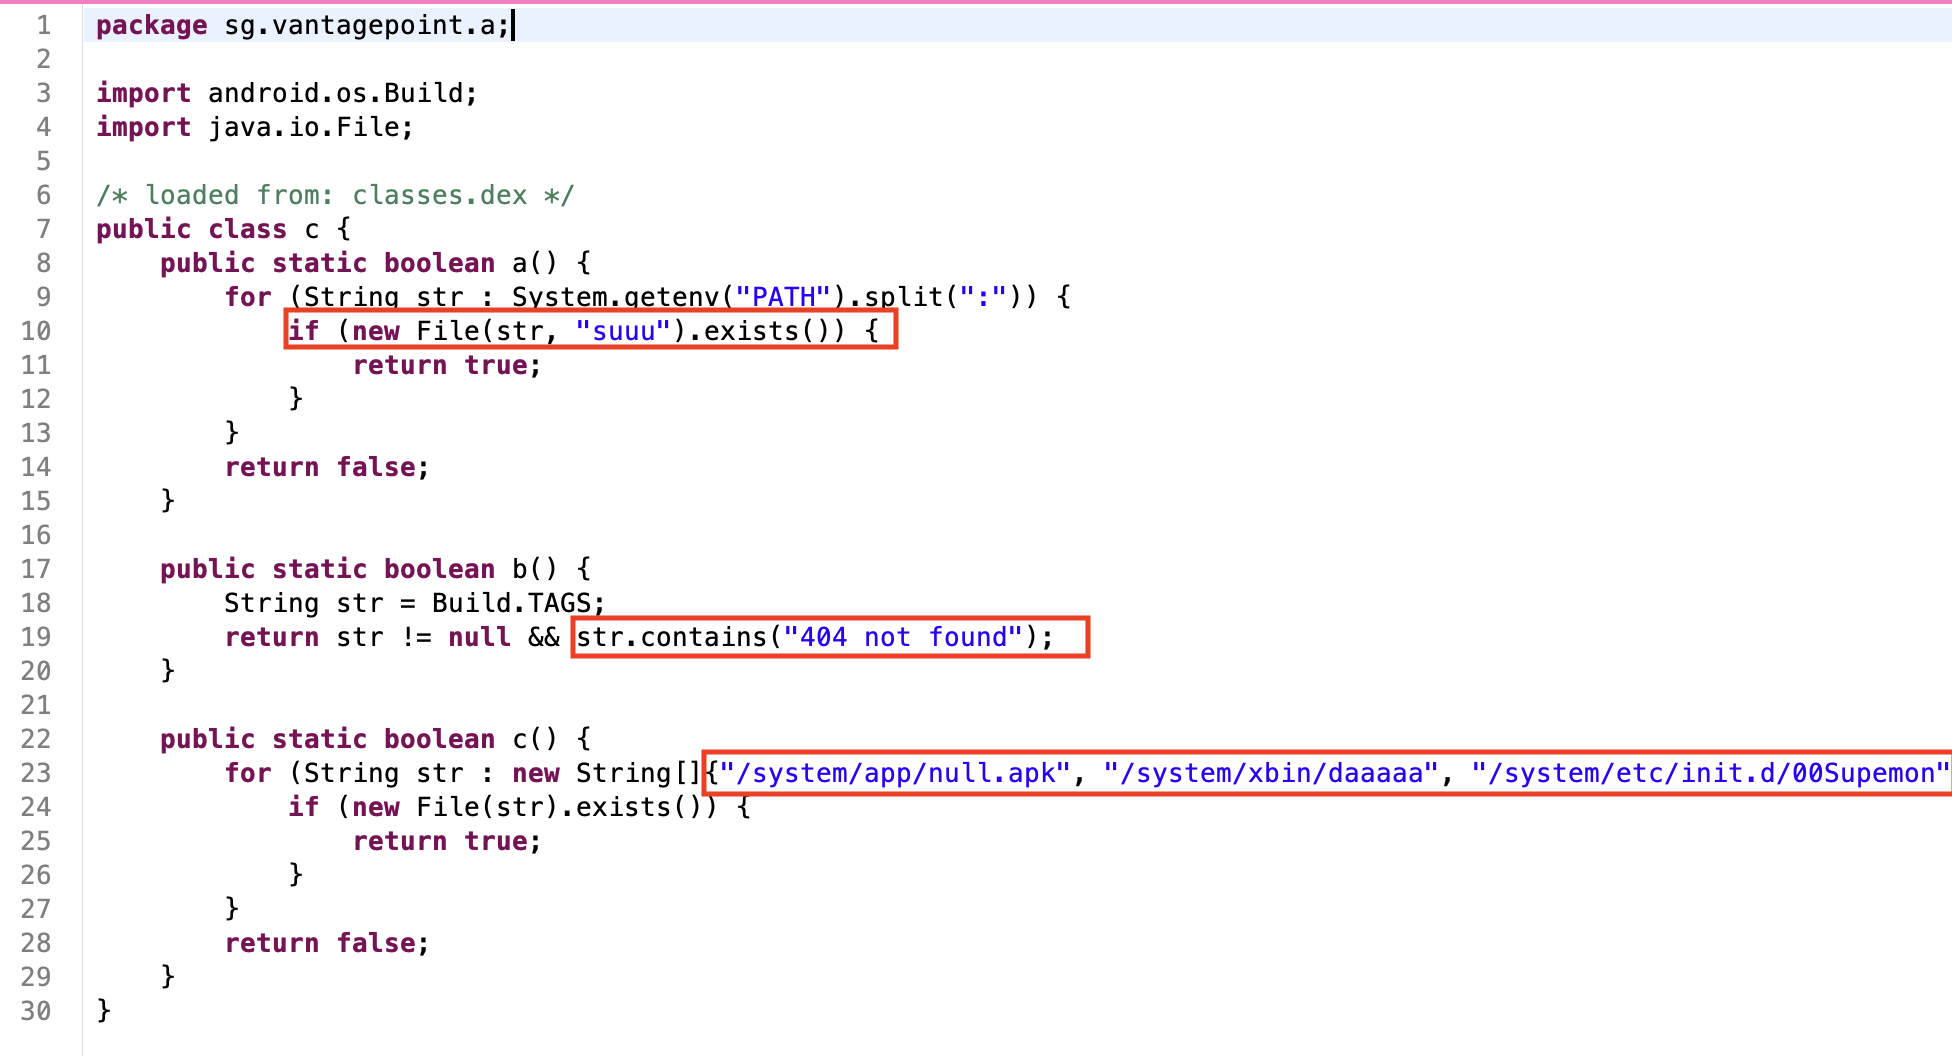 1 package sg.vantagepoint.a;
2
3 import android.os.Build;
4 import java.io.File;
5
6 /* loaded from: classes.dex */
7 public class c {
8     public static boolean a() {
9         for (String str : System.getenv("PATH").split(":")) {
10             if (new File(str, "suuu").exists()) {
11                 return true;
12             }
13         }
14         return false;
15     }
16
17     public static boolean b() {
18         String str = Build.TAGS;
19         return str != null && str.contains("404 not found");
20     }
21
22     public static boolean c() {
23         for (String str : new String[]{"/system/app/null.apk", "/system/xbin/daaaaa", "/system/etc/init.d/00Supemon"
24             if (new File(str).exists()) {
25                 return true;
26             }
27         }
28         return false;
29     }
30 }